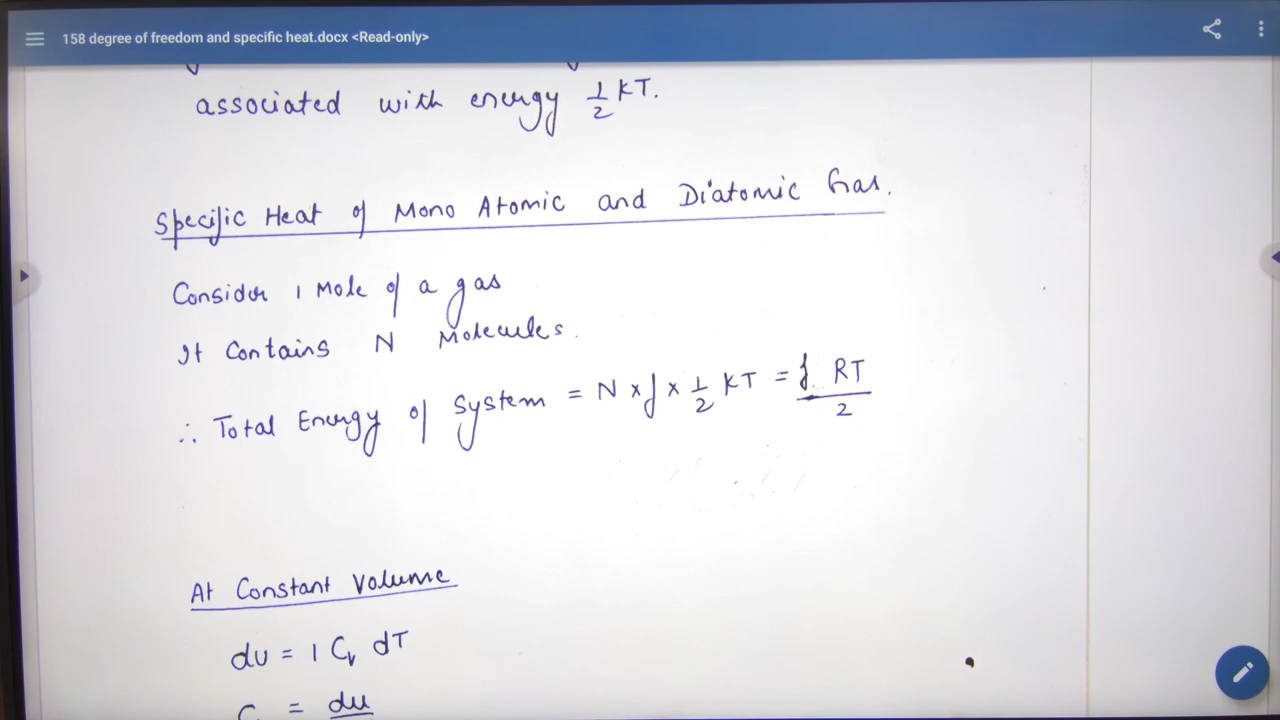 158 degree of freedom and specific heat.docx <Read-only>
associated with energy 1/2 KT.
Specific Heat of Mono Atomic and Diatomic Gas.
Consider 1 Mole of a gas
It Contains N Molecules.
∴ Total Energy of System = N × f × 1/2 KT = f RT/2
At Constant Volume
dU = 1 Cv dT
C = du